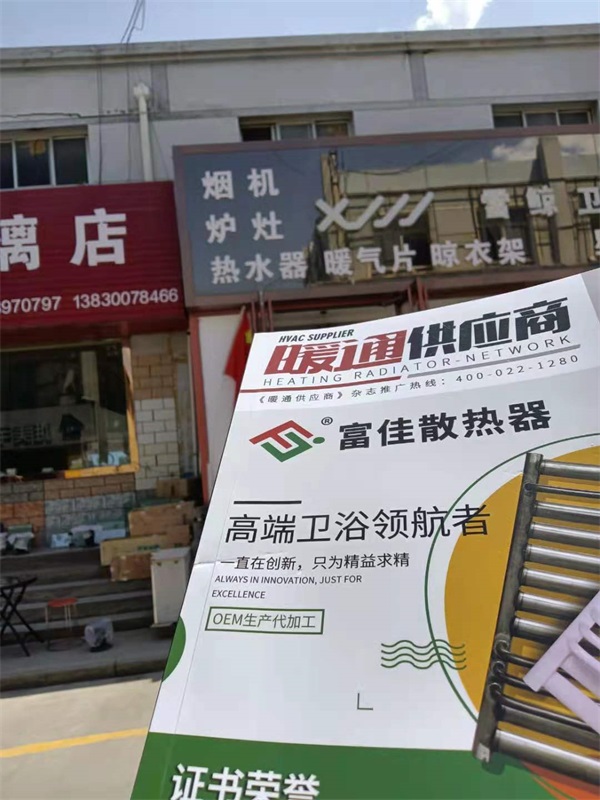 烟机
炉灶
热水器 暖气片 晾衣架
雪鲸 卫
璃店
970797 13830078466
HVAC SUPPLIER
暖通供应商
HEATING RADIATOR-NETWORK
《暖通供应商》杂志推广热线：400-022-1280
® 富佳散热器
高端卫浴领航者
一直在创新，只为精益求精
ALWAYS IN INNOVATION, JUST FOR
EXCELLENCE
OEM生产代加工
证书荣誉